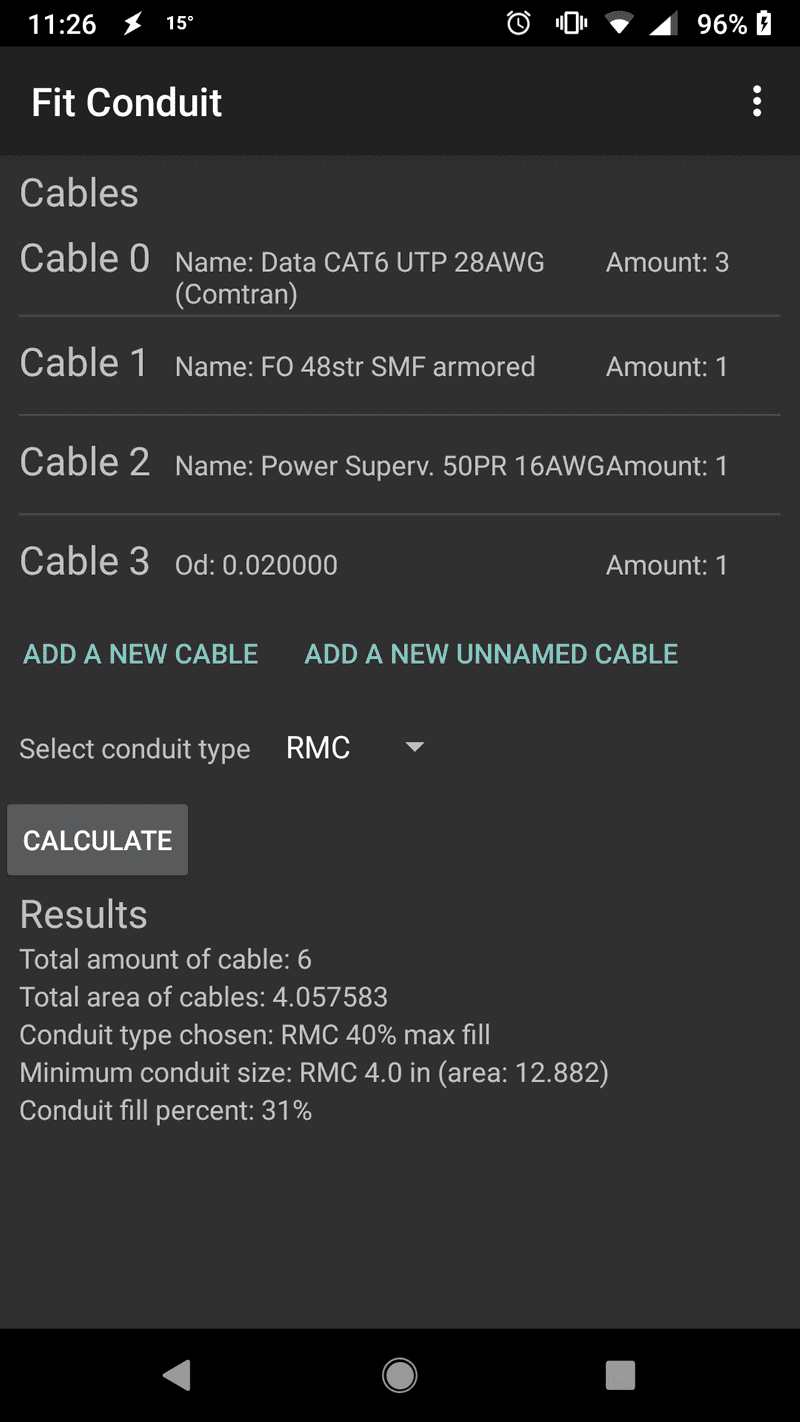 11:26 15° 96%
Fit Conduit
Cables
Cable 0 Name: Data CAT6 UTP 28AWG Amount: 3
(Comtran)
Cable 1 Name: FO 48str SMF armored Amount: 1
Cable 2 Name: Power Superv. 50PR 16AWG Amount: 1
Cable 3 Od: 0.020000 Amount: 1
ADD A NEW CABLE ADD A NEW UNNAMED CABLE
Select conduit type RMC
CALCULATE
Results
Total amount of cable: 6
Total area of cables: 4.057583
Conduit type chosen: RMC 40% max fill
Minimum conduit size: RMC 4.0 in (area: 12.882)
Conduit fill percent: 31%